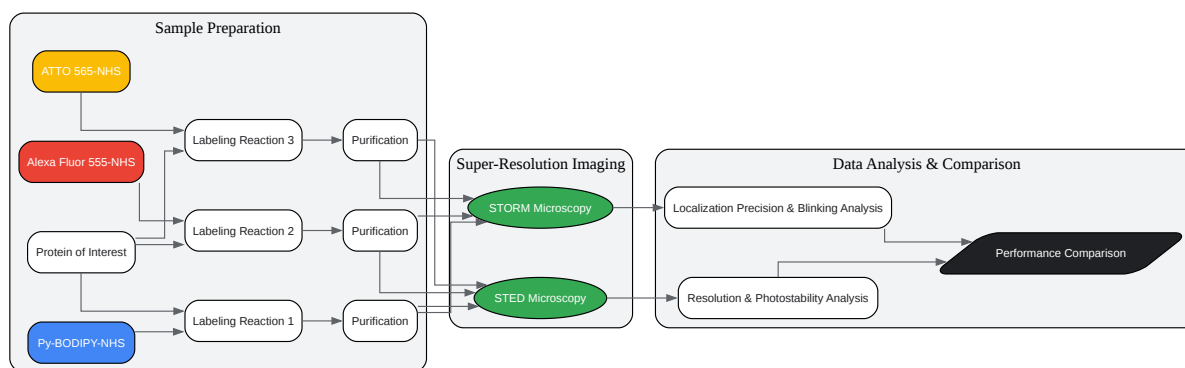 Sample Preparation
ATTO 565-NHS
Labeling Reaction 3
Purification
Alexa Fluor 555-NHS
Labeling Reaction 2
Purification
Protein of Interest
Labeling Reaction 1
Purification
Py-BODIPY-NHS
Super-Resolution Imaging
STORM Microscopy
STED Microscopy
Data Analysis & Comparison
Localization Precision & Blinking Analysis
Performance Comparison
Resolution & Photostability Analysis